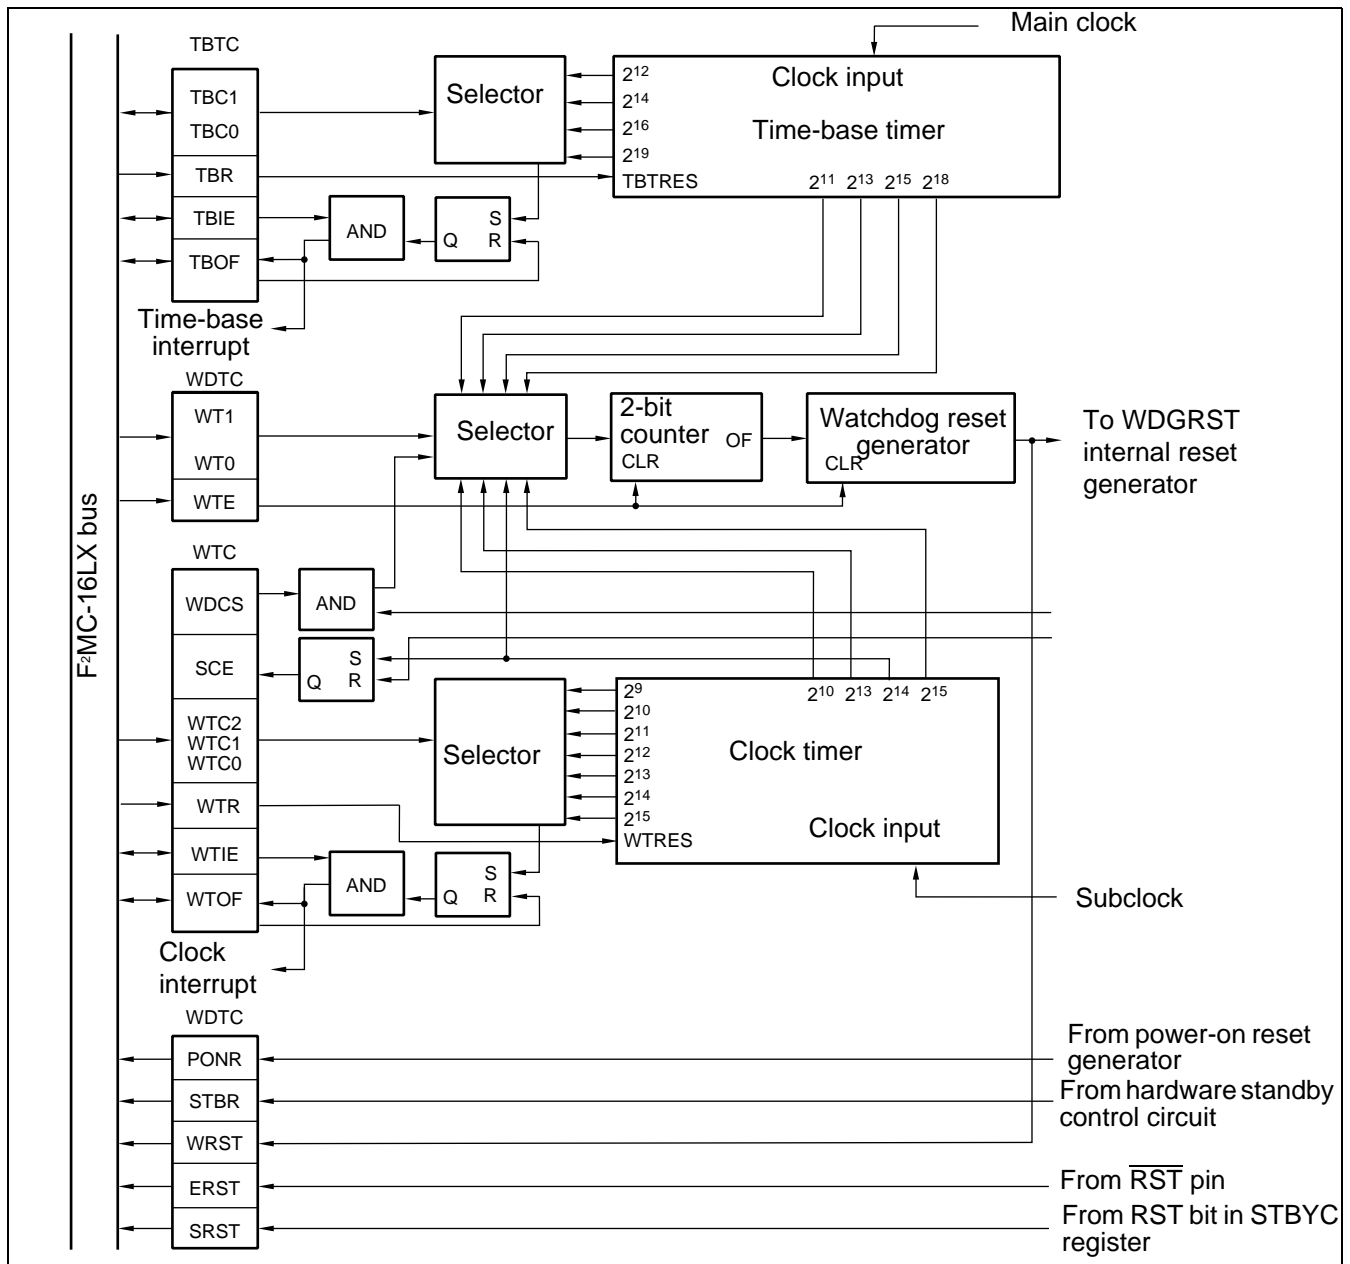 Main clock
TBTC
TBC1
TBC0
TBR
TBIE
TBOF
Selector
2¹²
2¹⁴
2¹⁶
2¹⁹
TBTRES
Clock input
Time-base timer
2¹¹ 2¹³ 2¹⁵ 2¹⁸
AND
S
Q R
Time-base
interrupt
WDTC
WT1
WT0
WTE
Selector
2-bit
counter OF
CLR
Watchdog reset
generator
CLR
To WDGRST
internal reset
generator
F²MC-16LX bus
WTC
WDCS
SCE
WTC2
WTC1
WTC0
WTR
WTIE
WTOF
AND
S
Q R
Selector
2⁹
2¹⁰
2¹¹
2¹²
2¹³
2¹⁴
2¹⁵
WTRES
2¹⁰ 2¹³ 2¹⁴ 2¹⁵
Clock timer
Clock input
AND
S
Q R
Subclock
Clock
interrupt
WDTC
PONR
STBR
WRST
ERST
SRST
From power-on reset
generator
From hardware standby
control circuit
From R̅S̅T̅ pin
From RST bit in STBYC
register